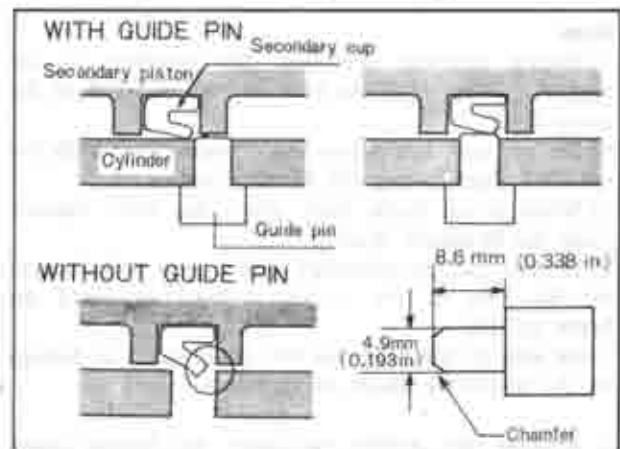 WITH GUIDE PIN
Secondary cup
Secondary piston
Cylinder
Guide pin
WITHOUT GUIDE PIN
8.6 mm (0.338 in)
4.9mm
(0.193in)
Chamfer